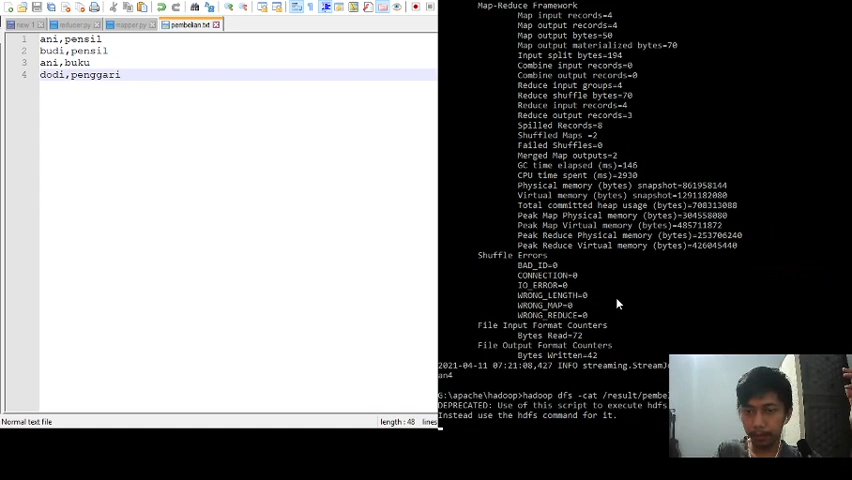 new 1
reducer.py
mapper.py
pembelian.txt
1 ani,pensil
2 budi,pensil
3 ani,buku
4 dodi,penggari
Normal text file
length : 48
lines
Map-Reduce Framework
Map input records=4
Map output records=4
Map output bytes=50
Map output materialized bytes=70
Input split bytes=194
Combine input records=0
Combine output records=0
Reduce input groups=4
Reduce shuffle bytes=70
Reduce input records=4
Reduce output records=3
Spilled Records=8
Shuffled Maps =2
Failed Shuffles=0
Merged Map outputs=2
GC time elapsed (ms)=146
CPU time spent (ms)=2930
Physical memory (bytes) snapshot=861958144
Virtual memory (bytes) snapshot=1291182080
Total committed heap usage (bytes)=708313088
Peak Map Physical memory (bytes)=304558080
Peak Map Virtual memory (bytes)=485711872
Peak Reduce Physical memory (bytes)=253706240
Peak Reduce Virtual memory (bytes)=426045440
Shuffle Errors
BAD_ID=0
CONNECTION=0
IO_ERROR=0
WRONG_LENGTH=0
WRONG_MAP=0
WRONG_REDUCE=0
File Input Format Counters
Bytes Read=72
File Output Format Counters
Bytes Written=42
2021-04-11 07:21:08,427 INFO streaming.StreamJ
an4
G:\apache\hadoop>hadoop dfs -cat /result/pembe
DEPRECATED: Use of this script to execute hdfs
Instead use the hdfs command for it.